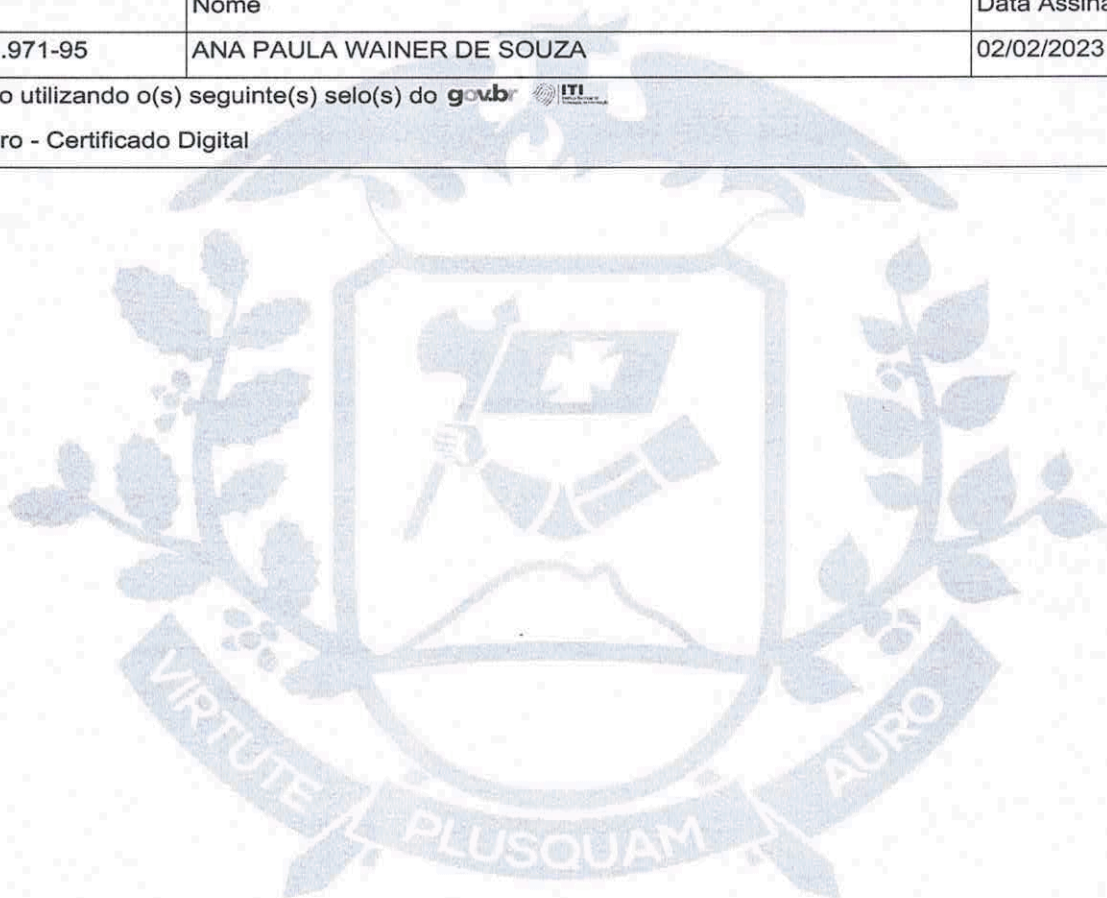 Nome Data Assina
.971-95 ANA PAULA WAINER DE SOUZA 02/02/2023
o utilizando o(s) seguinte(s) selo(s) do gov.br ITI
ro - Certificado Digital
VIRTUTE PLUSQUAM AURO